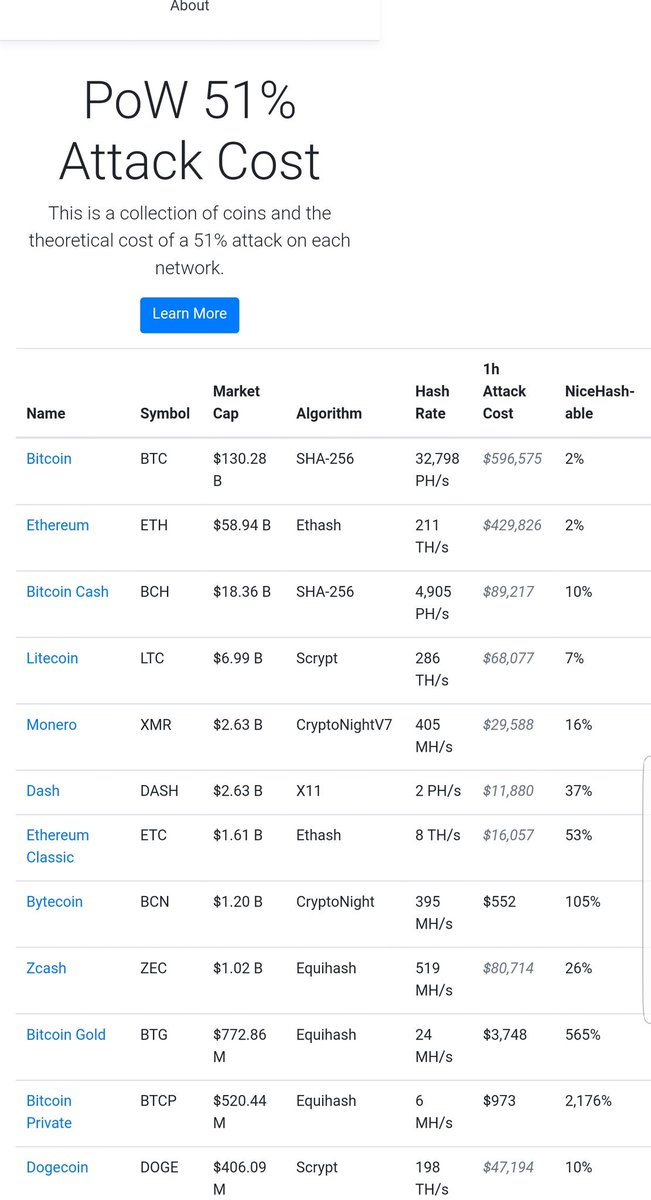 About
PoW 51%
Attack Cost
This is a collection of coins and the
theoretical cost of a 51% attack on each
network.
Learn More
Name Symbol Market Cap Algorithm Hash Rate 1h Attack Cost NiceHash-able
Bitcoin BTC $130.28 B SHA-256 32,798 PH/s $596,575 2%
Ethereum ETH $58.94 B Ethash 211 TH/s $429,826 2%
Bitcoin Cash BCH $18.36 B SHA-256 4,905 PH/s $89,217 10%
Litecoin LTC $6.99 B Scrypt 286 TH/s $68,077 7%
Monero XMR $2.63 B CryptoNightV7 405 MH/s $29,588 16%
Dash DASH $2.63 B X11 2 PH/s $11,880 37%
Ethereum Classic ETC $1.61 B Ethash 8 TH/s $16,057 53%
Bytecoin BCN $1.20 B CryptoNight 395 MH/s $552 105%
Zcash ZEC $1.02 B Equihash 519 MH/s $80,714 26%
Bitcoin Gold BTG $772.86 M Equihash 24 MH/s $3,748 565%
Bitcoin Private BTCP $520.44 M Equihash 6 MH/s $973 2,176%
Dogecoin DOGE $406.09 M Scrypt 198 TH/s $47,194 10%